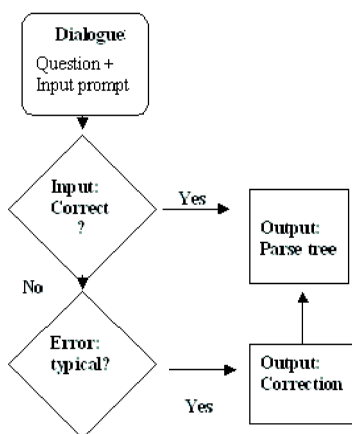 Dialogue:
Question +
Input prompt
Input:
Correct
?
Yes
Output:
Parse tree
No
Error:
typical?
Yes
Output:
Correction